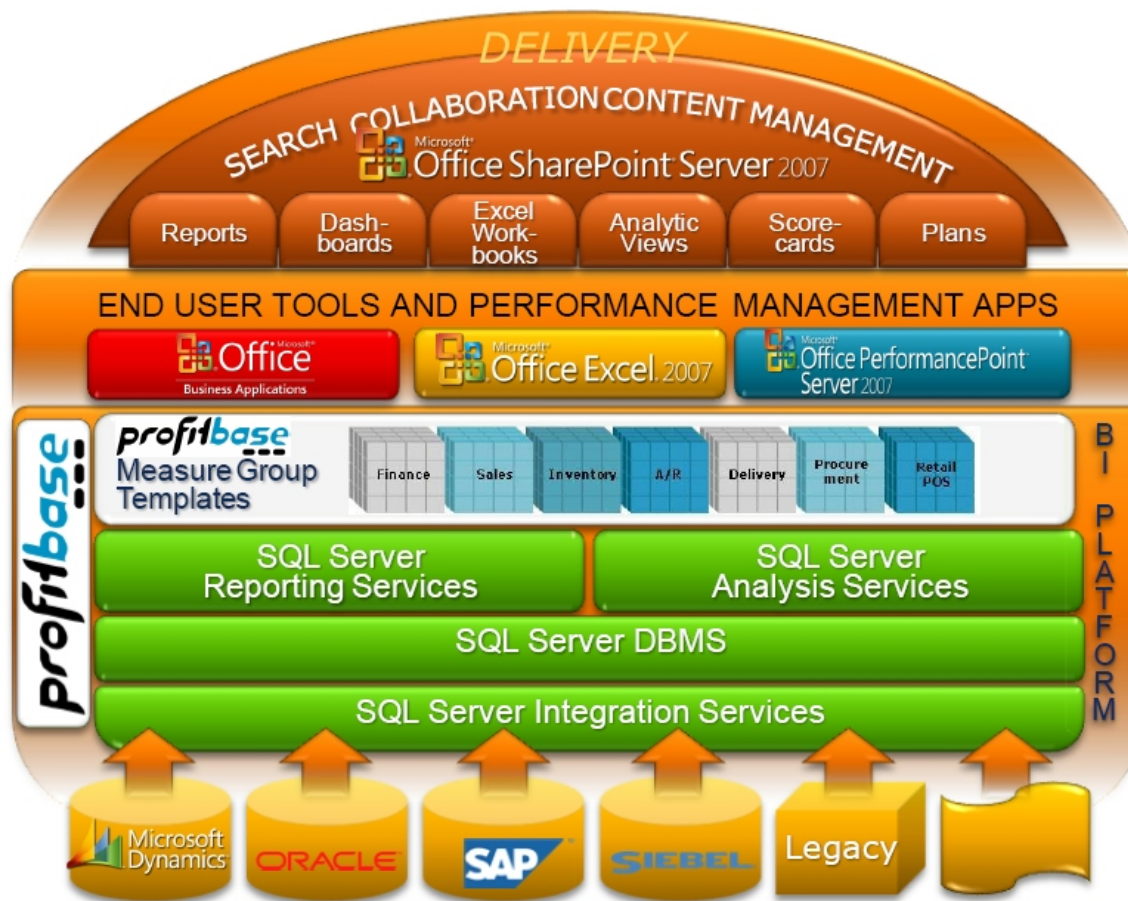 DELIVERY
SEARCH COLLABORATION CONTENT MANAGEMENT
Microsoft®
Office SharePoint Server 2007
Reports
Dash-
boards
Excel
Work-
books
Analytic
Views
Score-
cards
Plans
END USER TOOLS AND PERFORMANCE MANAGEMENT APPS
Microsoft®
Office
Business Applications
Microsoft®
Office Excel® 2007
Microsoft®
Office PerformancePoint™
Server 2007
profitbase
profitbase
Measure Group
Templates
Finance
Sales
Inventory
A/R
Delivery
Procure
ment
Retail
POS
BI PLATFORM
SQL Server
Reporting Services
SQL Server
Analysis Services
SQL Server DBMS
SQL Server Integration Services
Microsoft
Dynamics™
ORACLE
SAP™
SIEBEL
Legacy